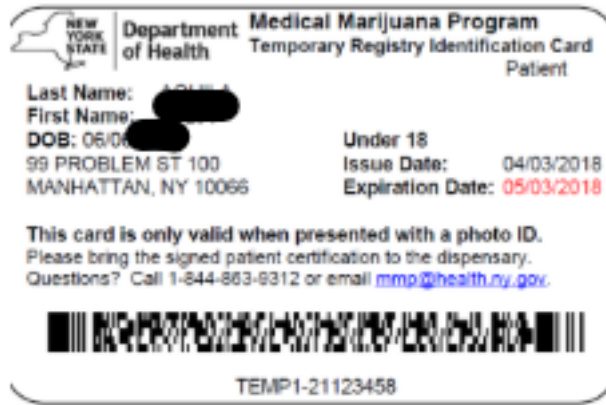 NEW
YORK
STATE
Department
of Health
Medical Marijuana Program
Temporary Registry Identification Card
Patient
Last Name:
First Name:
DOB: 06/0
99 PROBLEM ST 100
MANHATTAN, NY 10066
Under 18
Issue Date: 04/03/2018
Expiration Date: 05/03/2018
This card is only valid when presented with a photo ID.
Please bring the signed patient certification to the dispensary.
Questions? Call 1-844-863-9312 or email mmp@health.ny.gov.
TEMP1-21123458